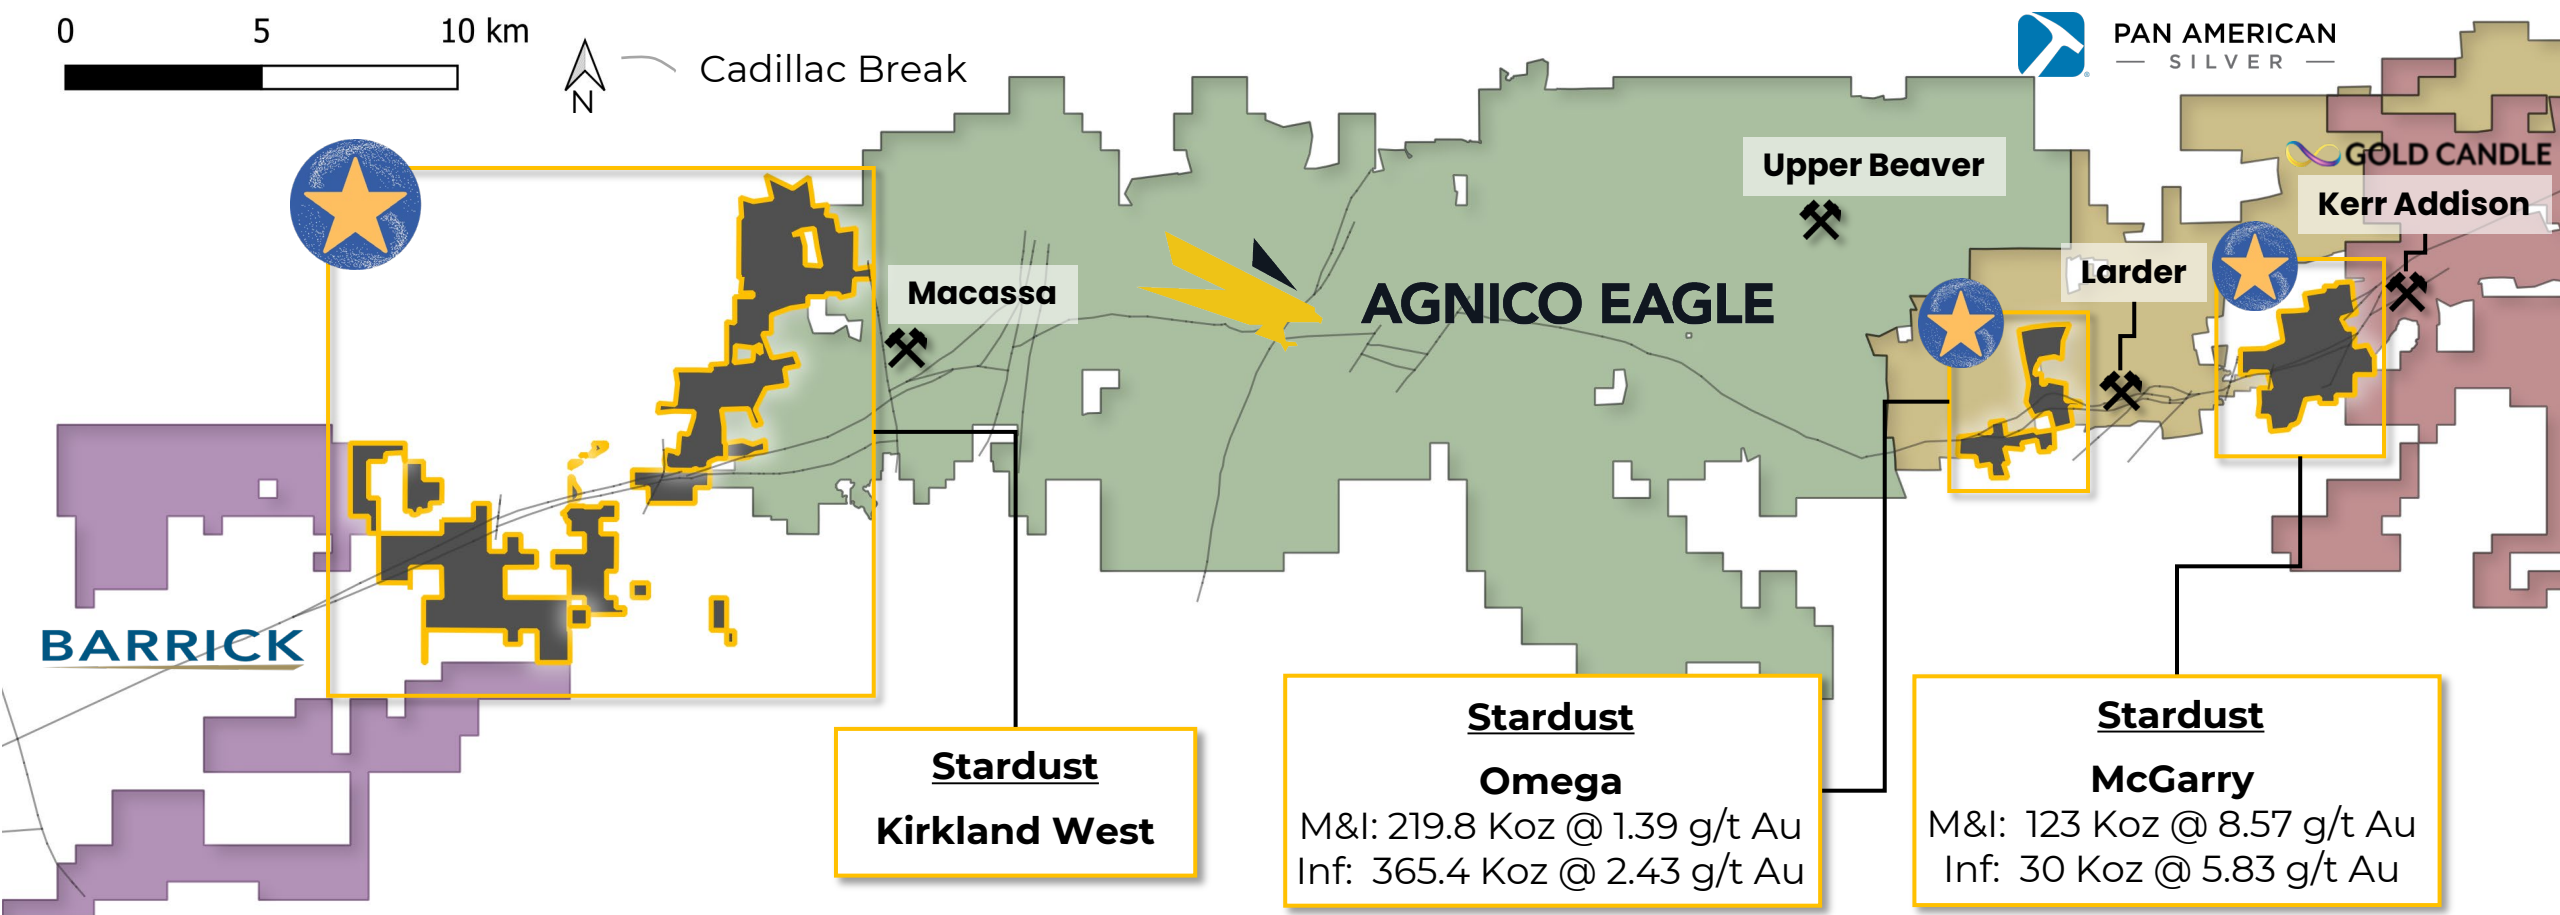 0 5 10 km
N
Cadillac Break
PAN AMERICAN
SILVER
GOLD CANDLE
Upper Beaver
Kerr Addison
Larder
Macassa
AGNICO EAGLE
BARRICK
Stardust
Kirkland West
Stardust
Omega
M&I: 219.8 Koz @ 1.39 g/t Au
Inf: 365.4 Koz @ 2.43 g/t Au
Stardust
McGarry
M&I: 123 Koz @ 8.57 g/t Au
Inf: 30 Koz @ 5.83 g/t Au